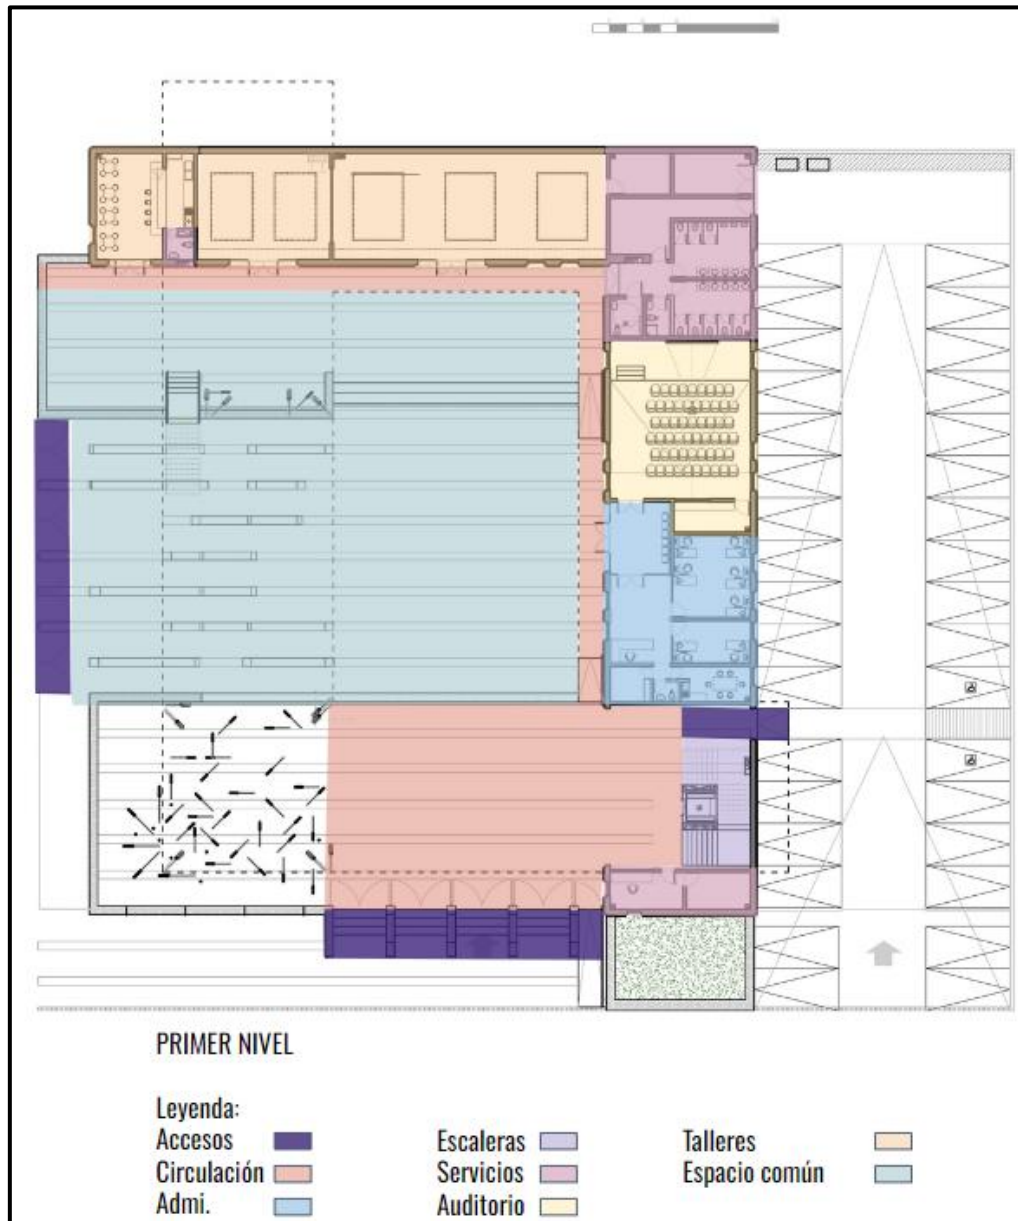 PRIMER NIVEL
Leyenda:
Accesos
Circulación
Admi.
Escaleras
Servicios
Auditorio
Talleres
Espacio común